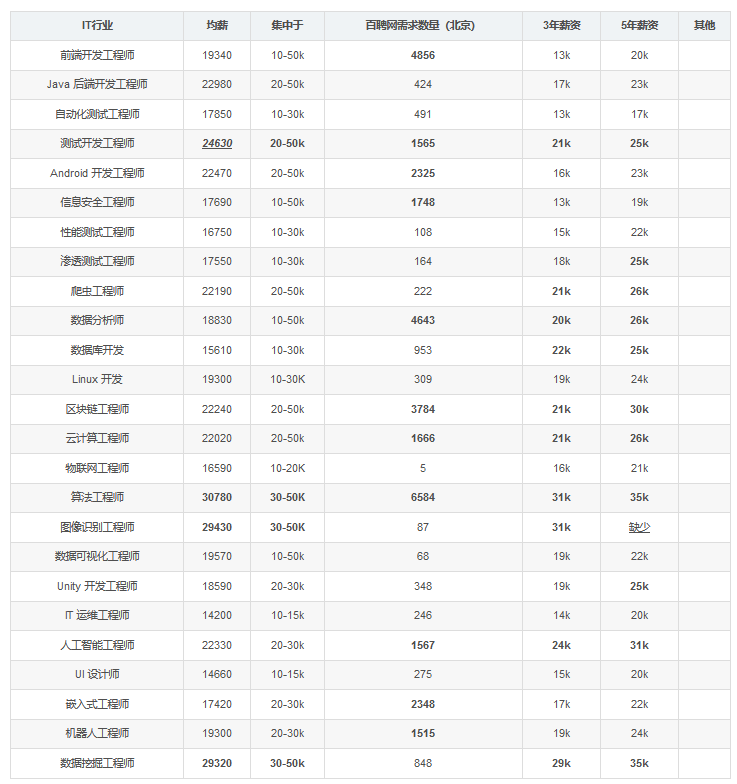 IT行业 均薪 集中于 百聘网需求数量（北京） 3年薪资 5年薪资 其他
前端开发工程师 19340 10-50k 4856 13k 20k
Java 后端开发工程师 22980 20-50k 424 17k 23k
自动化测试工程师 17850 10-30k 491 13k 17k
测试开发工程师 24630 20-50k 1565 21k 25k
Android 开发工程师 22470 20-50k 2325 16k 23k
信息安全工程师 17690 10-50k 1748 13k 19k
性能测试工程师 16750 10-30k 108 15k 22k
渗透测试工程师 17550 10-30k 164 18k 25k
爬虫工程师 22190 20-50k 222 21k 26k
数据分析师 18830 10-50k 4643 20k 26k
数据库开发 15610 10-30k 953 22k 25k
Linux 开发 19300 10-30K 309 19k 24k
区块链工程师 22240 20-50k 3784 21k 30k
云计算工程师 22020 20-50k 1666 21k 26k
物联网工程师 16590 10-20K 5 16k 21k
算法工程师 30780 30-50K 6584 31k 35k
图像识别工程师 29430 30-50K 87 31k 缺少
数据可视化工程师 19570 10-50k 68 19k 22k
Unity 开发工程师 18590 20-30k 348 19k 25k
IT 运维工程师 14200 10-15k 246 14k 20k
人工智能工程师 22330 20-30k 1567 24k 31k
UI 设计师 14660 10-15k 275 15k 20k
嵌入式工程师 17420 20-30k 2348 17k 22k
机器人工程师 19300 20-30k 1515 19k 24k
数据挖掘工程师 29320 30-50k 848 29k 35k